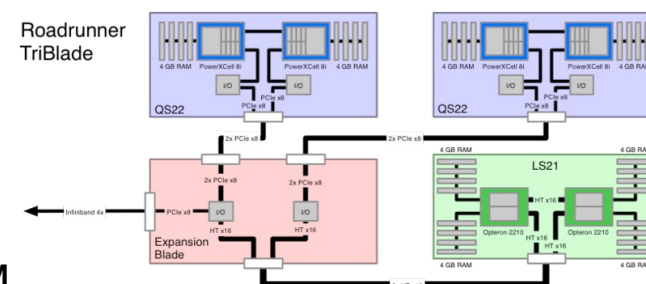 Roadrunner
TriBlade
4 GB RAM
PowerXCell 8i
PowerXCell 8i
4 GB RAM
I/O
I/O
PCIe x8
PCIe x8
QS22
4 GB RAM
PowerXCell 8i
PowerXCell 8i
4 GB RAM
I/O
I/O
PCIe x8
PCIe x8
QS22
2x PCIe x8
2x PCIe x8
2x PCIe x8
2x PCIe x8
Infiniband 4x
PCIe x8
I/O
I/O
HT x16
HT x16
Expansion
Blade
4 GB RAM
4 GB RAM
LS21
HT x16
Opteron 2210
Opteron 2210
HT x16
HT x16
4 GB RAM
4 GB RAM